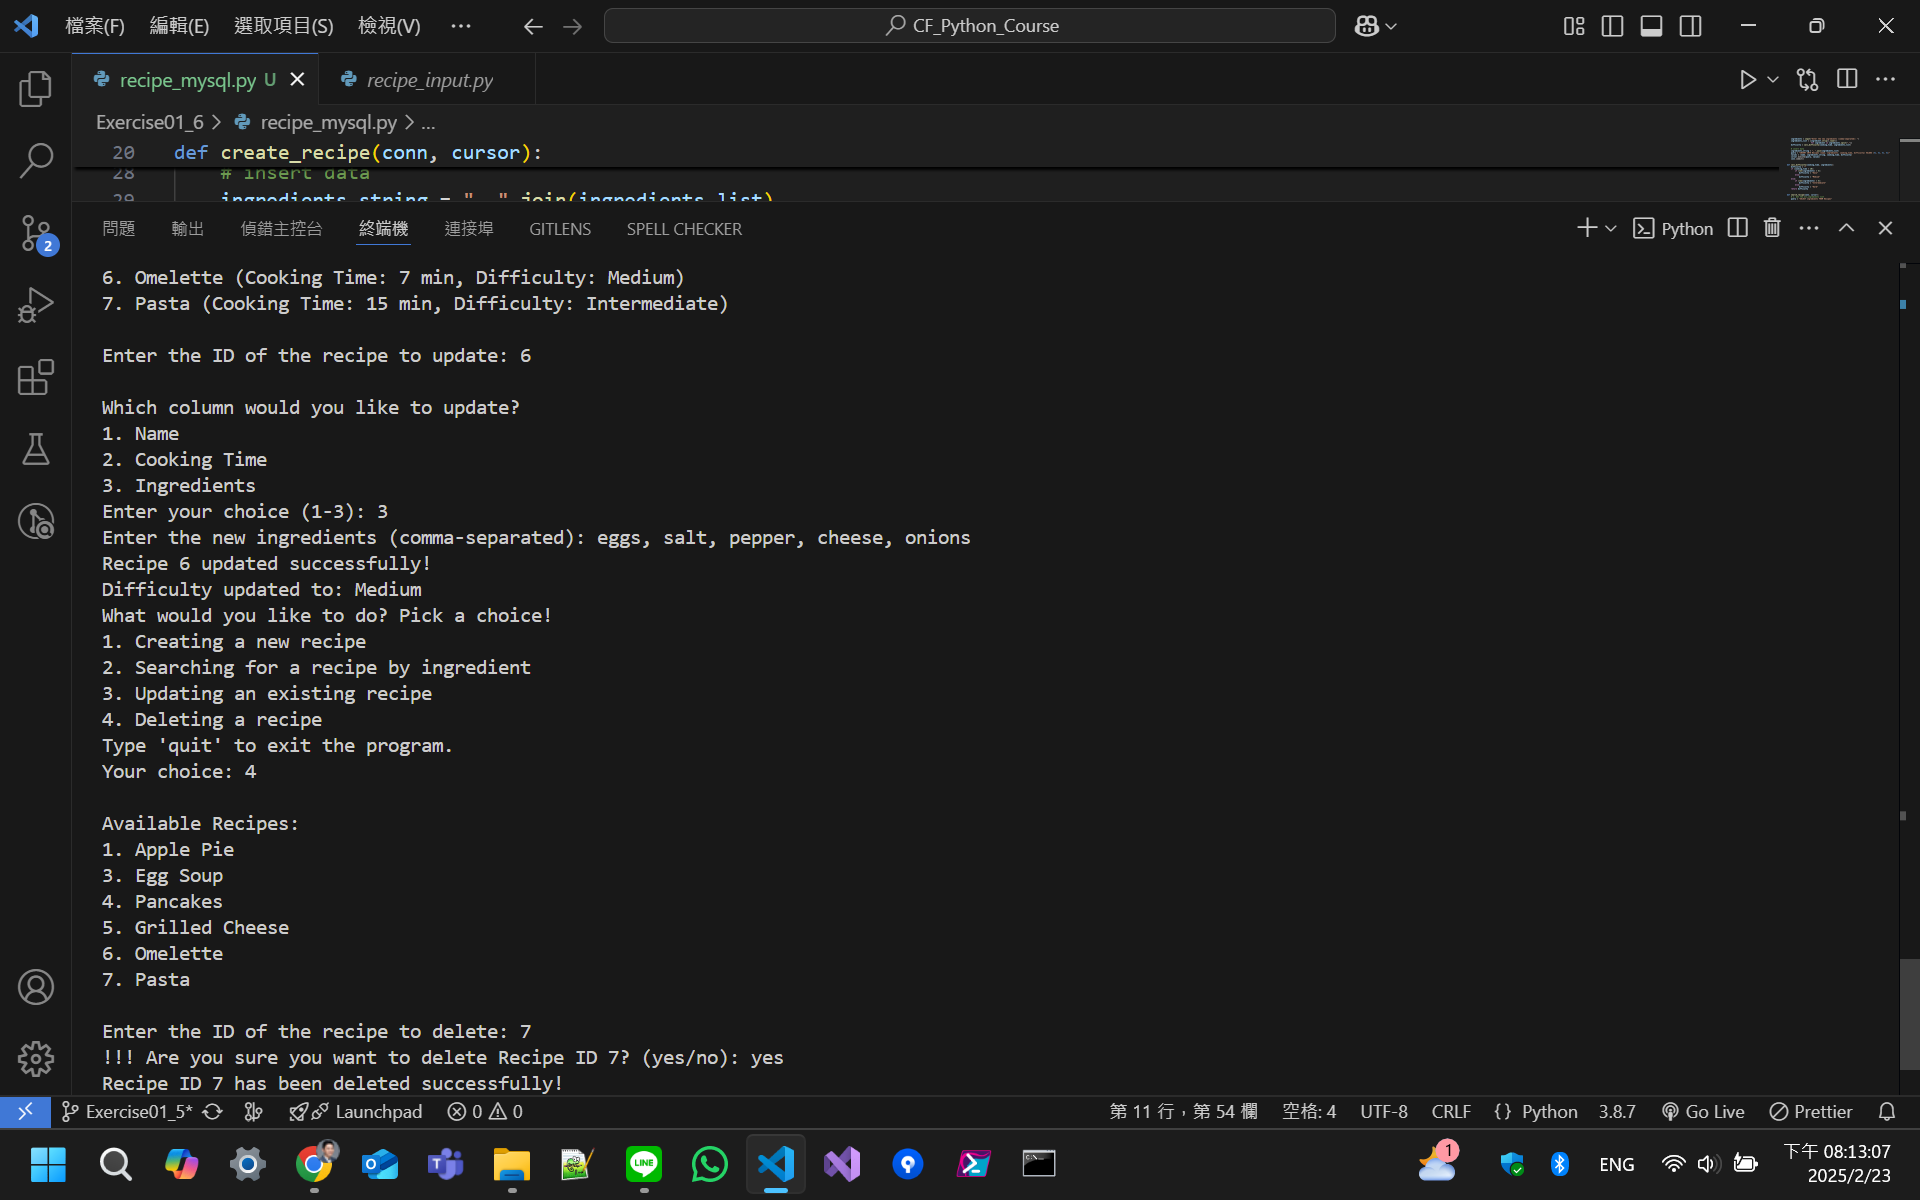 檔案(F) 編輯(E) 選取項目(S) 檢視(V) ··· CF_Python_Course
recipe_mysql.py U recipe_input.py
Exercise01_6 > recipe_mysql.py > ...
20 def create_recipe(conn, cursor):
28 # insert data
29 ingredients_string = ", ".join(ingredients_list)
問題 輸出 偵錯主控台 終端機 連接埠 GITLENS SPELL CHECKER Python
6. Omelette (Cooking Time: 7 min, Difficulty: Medium)
7. Pasta (Cooking Time: 15 min, Difficulty: Intermediate)
Enter the ID of the recipe to update: 6
Which column would you like to update?
1. Name
2. Cooking Time
3. Ingredients
Enter your choice (1-3): 3
Enter the new ingredients (comma-separated): eggs, salt, pepper, cheese, onions
Recipe 6 updated successfully!
Difficulty updated to: Medium
What would you like to do? Pick a choice!
1. Creating a new recipe
2. Searching for a recipe by ingredient
3. Updating an existing recipe
4. Deleting a recipe
Type 'quit' to exit the program.
Your choice: 4
Available Recipes:
1. Apple Pie
3. Egg Soup
4. Pancakes
5. Grilled Cheese
6. Omelette
7. Pasta
Enter the ID of the recipe to delete: 7
!!! Are you sure you want to delete Recipe ID 7? (yes/no): yes
Recipe ID 7 has been deleted successfully!
2
Exercise01_5* Launchpad 0 0 第 11 行，第 54 欄 空格: 4 UTF-8 CRLF {} Python 3.8.7 Go Live Prettier
LINE 1 ENG 下午 08:13:07
2025/2/23